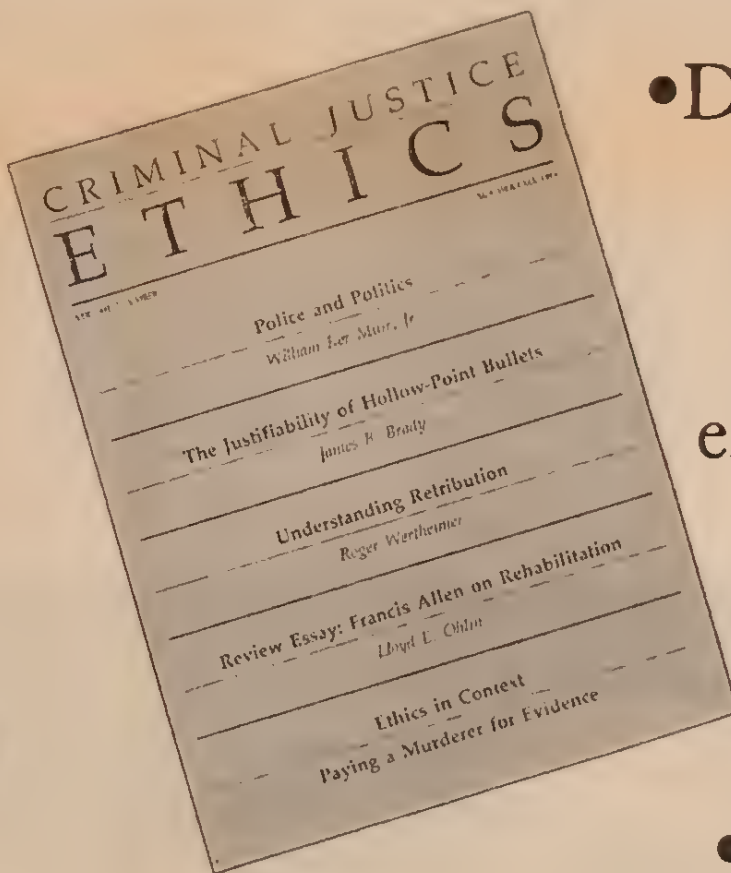 CRIMINAL JUSTICE
ETHICS
Police and Politics
William Ker Muir, Jr.
The Justifiability of Hollow-Point Bullets
James B. Brady
Understanding Retribution
Roger Wertheimer
Review Essay: Francis Allen on Rehabilitation
Lloyd E. Ohlin
Ethics in Context
Paying a Murderer for Evidence
•D
e
•